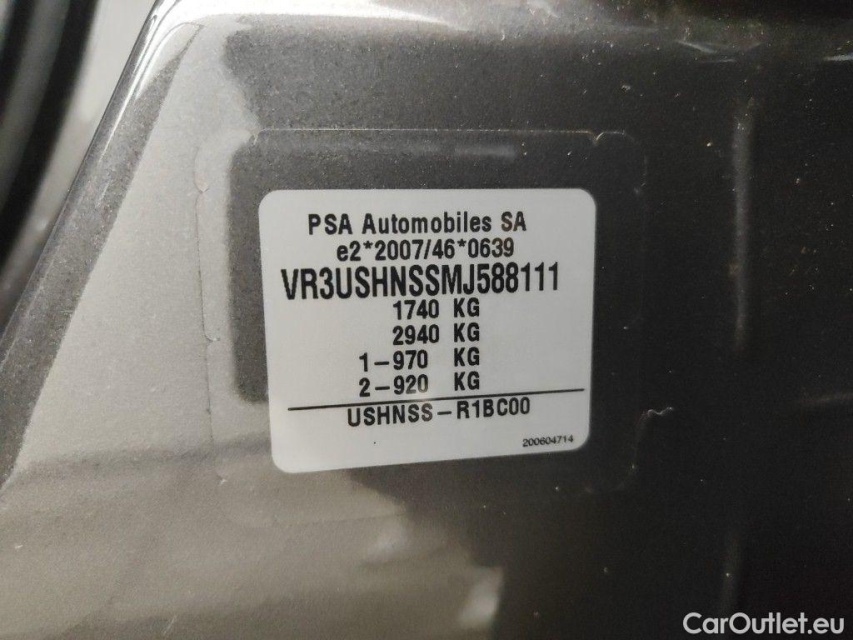 PSA Automobiles SA
e2*2007/46*0639
VR3USHNSSMJ588111
1740 KG
2940 KG
1-970 KG
2-920 KG
USHNSS-R1BC00
200604714
CarOutlet.eu